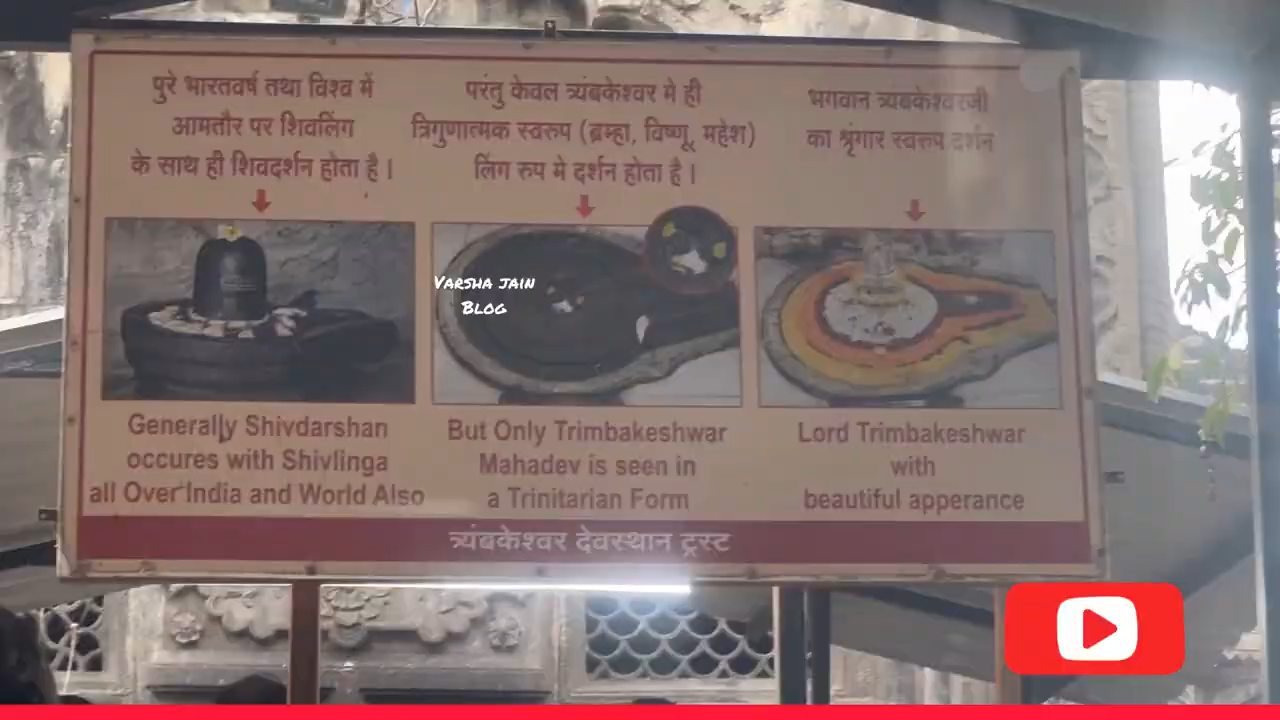 पुरे भारतवर्ष तथा विश्व में
आमतौर पर शिवलिंग
के साथ ही शिवदर्शन होता है ।
परंतु केवल त्र्यंबकेश्वर मे ही
त्रिगुणात्मक स्वरुप (ब्रम्हा, विष्णू, महेश)
लिंग रुप मे दर्शन होता है ।
भगवान त्र्यंबकेश्वरजी
का श्रृंगार स्वरुप दर्शन
VARSHA JAIN
BLOG
Generally Shivdarshan
occures with Shivlinga
all Over India and World Also
But Only Trimbakeshwar
Mahadev is seen in
a Trinitarian Form
Lord Trimbakeshwar
with
beautiful apperance
त्र्यंबकेश्वर देवस्थान ट्रस्ट